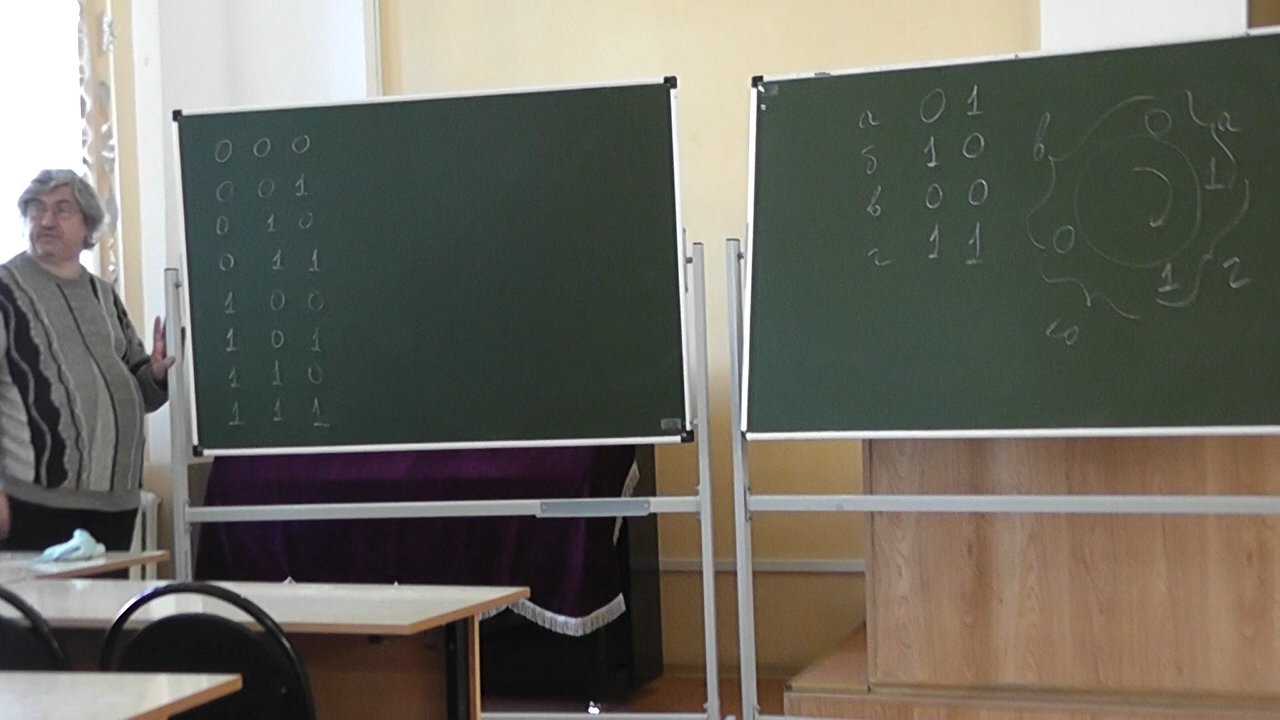 0 0 0
0 0 1
0 1 0
0 1 1
1 0 0
1 0 1
1 1 0
1 1 1
а 0 1
б 1 0
в 0 0
г 1 1
в 0 а
1
0
1 г
б